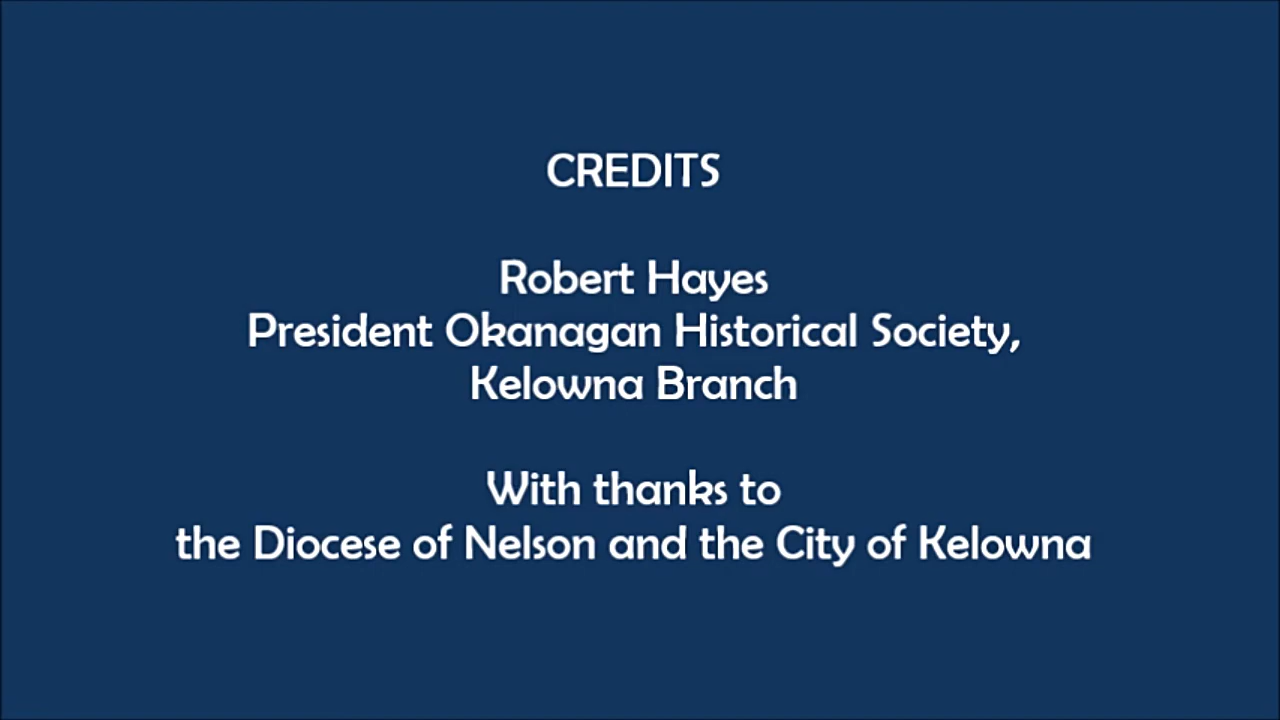 CREDITS
Robert Hayes
President Okanagan Historical Society,
Kelowna Branch
With thanks to
the Diocese of Nelson and the City of Kelowna